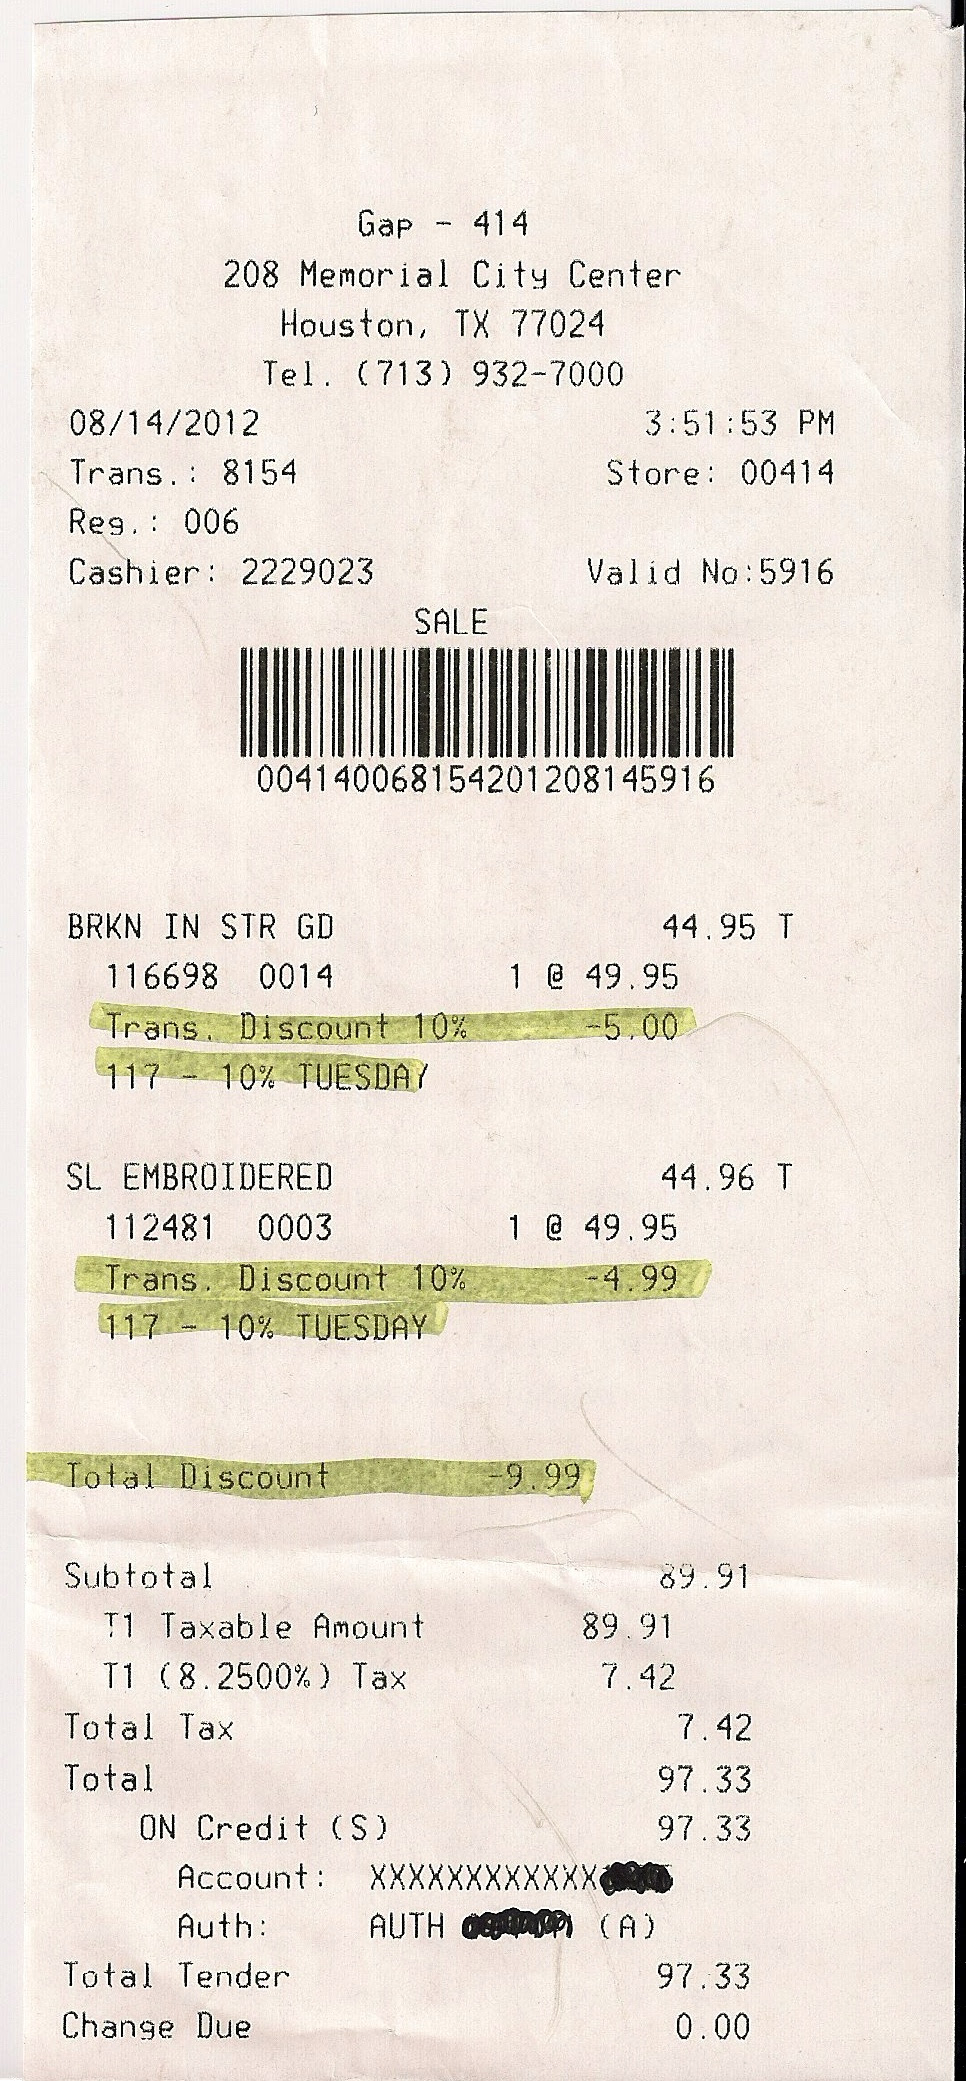 Gap - 414
208 Memorial City Center
Houston, TX 77024
Tel. (713) 932-7000
08/14/2012 3:51:53 PM
Trans.: 8154 Store: 00414
Reg.: 006
Cashier: 2229023 Valid No:5916
SALE
004140068154201208145916
BRKN IN STR GD 44.95 T
116698 0014 1 @ 49.95
Trans. Discount 10% -5.00
117 - 10% TUESDAY
SL EMBROIDERED 44.96 T
112481 0003 1 @ 49.95
Trans. Discount 10% -4.99
117 - 10% TUESDAY
Total Discount -9.99
Subtotal 89.91
T1 Taxable Amount 89.91
T1 (8.2500%) Tax 7.42
Total Tax 7.42
Total 97.33
ON Credit (S) 97.33
Account: XXXXXXXXXXXX
Auth: AUTH (A)
Total Tender 97.33
Change Due 0.00